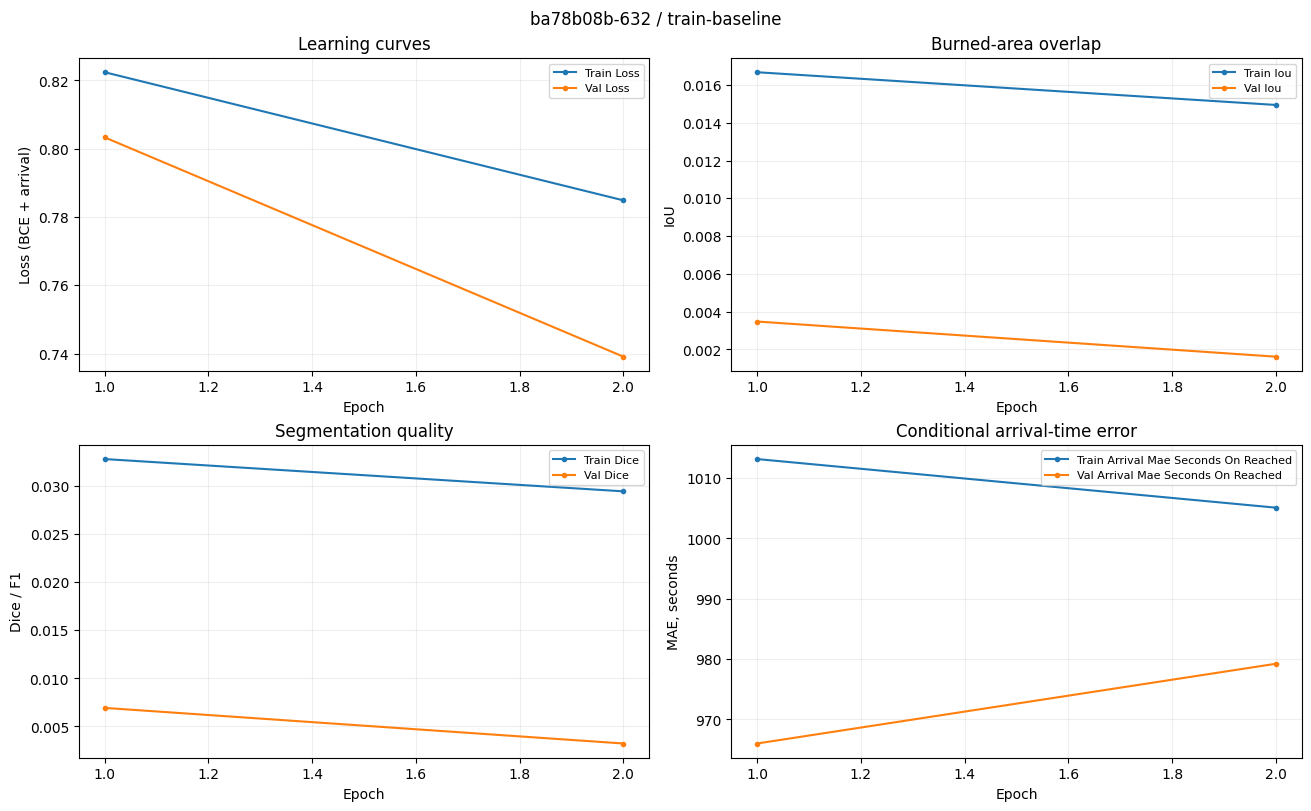 ba78b08b-632 / train-baseline
Learning curves
Loss (BCE + arrival)
0.82
0.80
0.78
0.76
0.74
Train Loss
Val Loss
1.0 1.2 1.4 1.6 1.8 2.0
Epoch
Burned-area overlap
IoU
0.016
0.014
0.012
0.010
0.008
0.006
0.004
0.002
Train Iou
Val Iou
1.0 1.2 1.4 1.6 1.8 2.0
Epoch
Segmentation quality
Dice / F1
0.030
0.025
0.020
0.015
0.010
0.005
Train Dice
Val Dice
1.0 1.2 1.4 1.6 1.8 2.0
Epoch
Conditional arrival-time error
MAE, seconds
1010
1000
990
980
970
Train Arrival Mae Seconds On Reached
Val Arrival Mae Seconds On Reached
1.0 1.2 1.4 1.6 1.8 2.0
Epoch